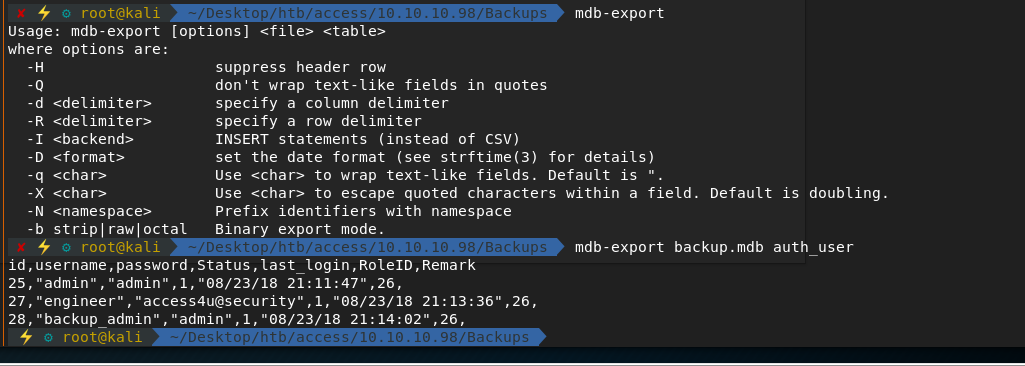 ✘ ⚡ ⚙ root@kali ~/Desktop/htb/access/10.10.10.98/Backups mdb-export
Usage: mdb-export [options] <file> <table>
where options are:
-H suppress header row
-Q don't wrap text-like fields in quotes
-d <delimiter> specify a column delimiter
-R <delimiter> specify a row delimiter
-I <backend> INSERT statements (instead of CSV)
-D <format> set the date format (see strftime(3) for details)
-q <char> Use <char> to wrap text-like fields. Default is ".
-X <char> Use <char> to escape quoted characters within a field. Default is doubling.
-N <namespace> Prefix identifiers with namespace
-b strip|raw|octal Binary export mode.
✘ ⚡ ⚙ root@kali ~/Desktop/htb/access/10.10.10.98/Backups mdb-export backup.mdb auth_user
id,username,password,Status,last_login,RoleID,Remark
25,"admin","admin",1,"08/23/18 21:11:47",26,
27,"engineer","access4u@security",1,"08/23/18 21:13:36",26,
28,"backup_admin","admin",1,"08/23/18 21:14:02",26,
⚡ ⚙ root@kali ~/Desktop/htb/access/10.10.10.98/Backups